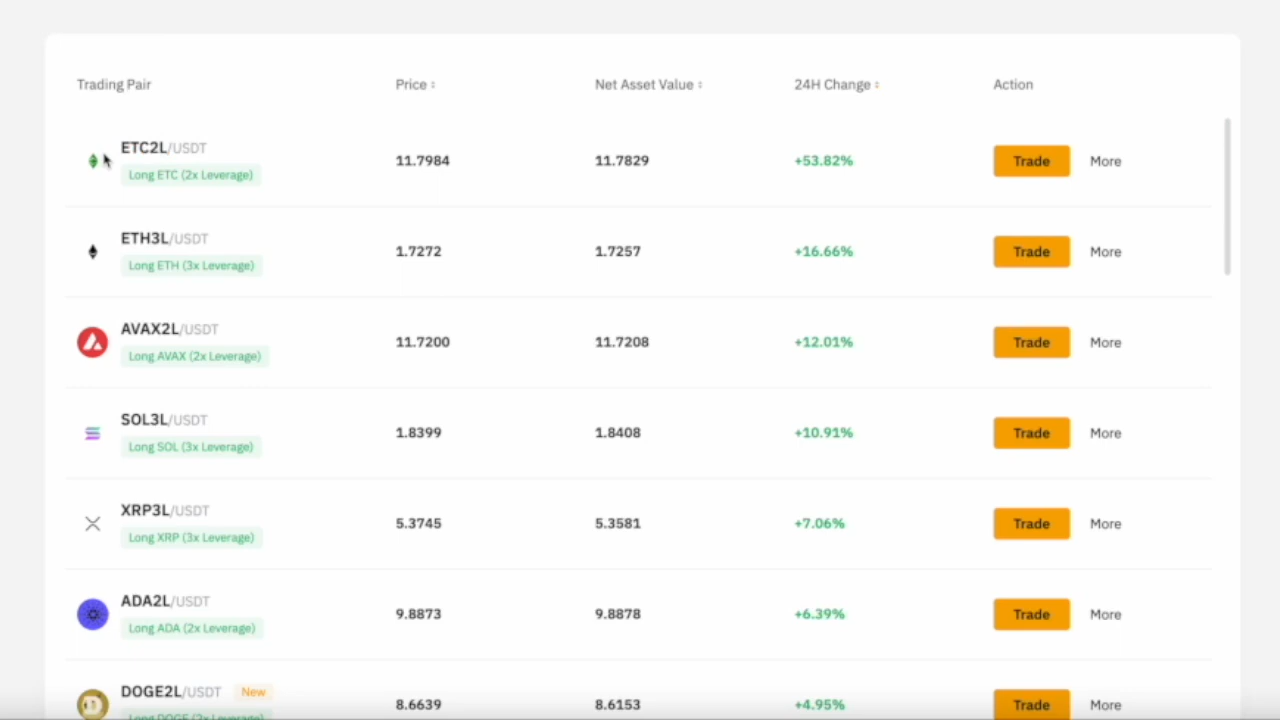 Trading Pair Price Net Asset Value 24H Change Action
ETC2L/USDT
Long ETC (2x Leverage)
11.7984 11.7829 +53.82% Trade More
ETH3L/USDT
Long ETH (3x Leverage)
1.7272 1.7257 +16.66% Trade More
AVAX2L/USDT
Long AVAX (2x Leverage)
11.7200 11.7208 +12.01% Trade More
SOL3L/USDT
Long SOL (3x Leverage)
1.8399 1.8408 +10.91% Trade More
XRP3L/USDT
Long XRP (3x Leverage)
5.3745 5.3581 +7.06% Trade More
ADA2L/USDT
Long ADA (2x Leverage)
9.8873 9.8878 +6.39% Trade More
DOGE2L/USDT New
Long DOGE (2x Leverage)
8.6639 8.6153 +4.95% Trade More